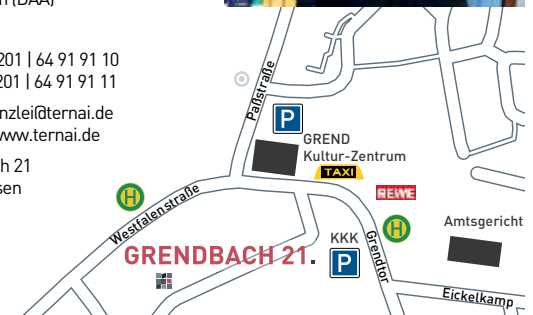 (DAA)
201 | 64 91 91 10
201 | 64 91 91 11
nzlei@ternai.de
www.ternai.de
h 21
sen
Paßstraße
P
GREND
Kultur-Zentrum
TAXI
REWE
H
Westfalenstraße
H
Amtsgericht
GRENDBACH 21.
KKK
P
Grendtor
Eickelkamp